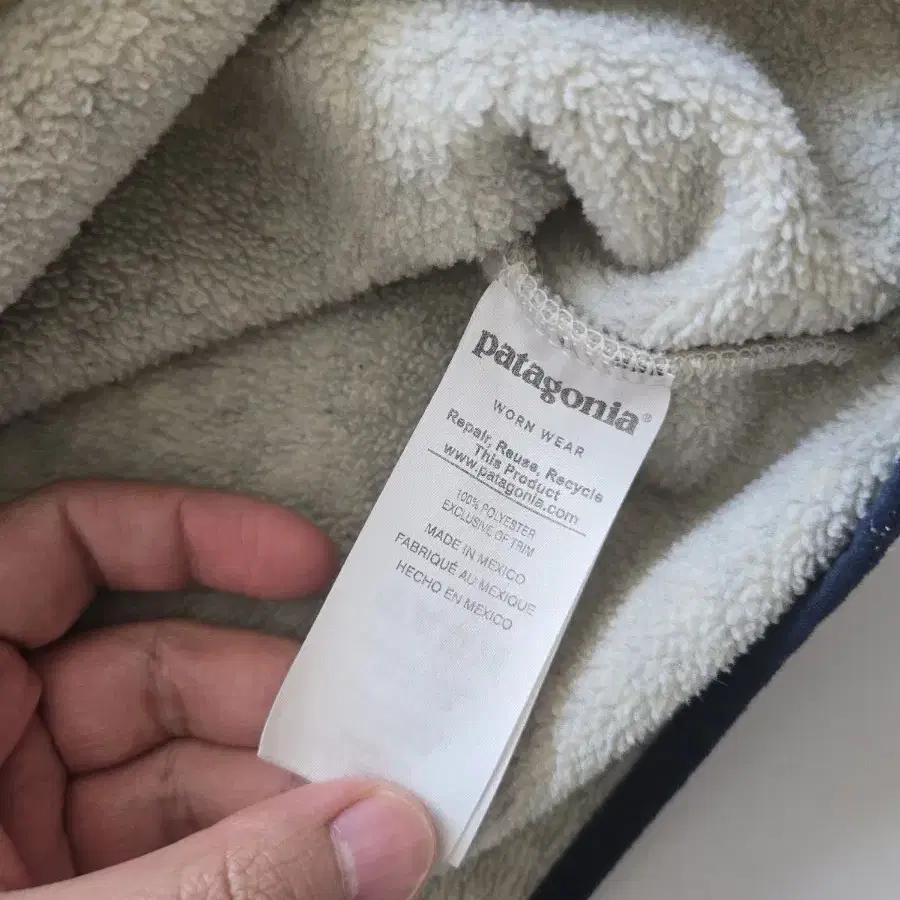 patagonia®
WORN WEAR
Repair, Reuse, Recycle
This Product
www.patagonia.com
100% POLYESTER
EXCLUSIVE OF TRIM
MADE IN MEXICO
FABRIQUÉ AU MEXIQUE
HECHO EN MEXICO